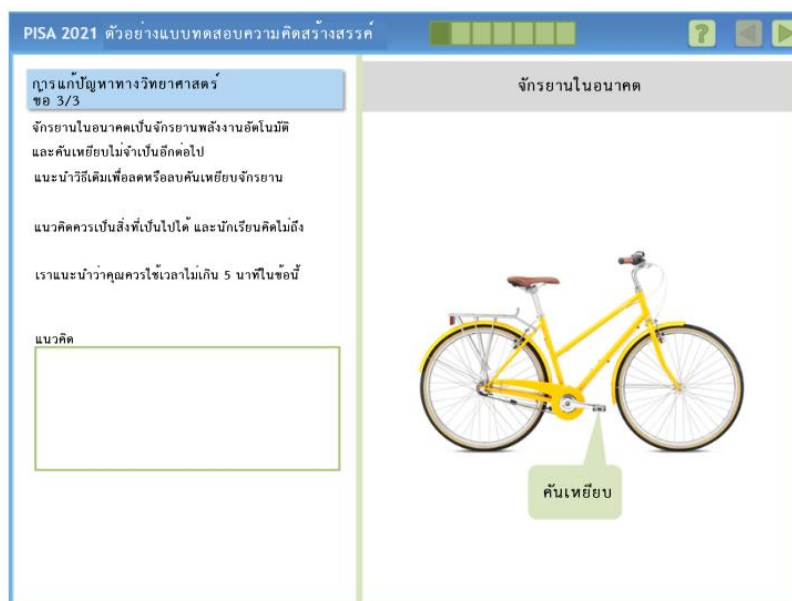 PISA 2021 ตัวอย่างแบบทดสอบความคิดสร้างสรรค์
?
การแก้ปัญหาทางวิทยาศาสตร์
ขอ 3/3
จักรยานในอนาคตเป็นจักรยานพลังงานอัตโนมัติ
และคันเหยียบไม่จำเป็นอีกต่อไป
แนะนำวิธีเดิมเพื่อลดหรือลบคันเหยียบจักรยาน
แนวคิดควรเป็นสิ่งที่เป็นไปได้ และนักเรียนคิดไม่ถึง
เราแนะนำว่าคุณควรใช้เวลาไม่เกิน 5 นาทีในข้อนี้
แนวคิด
จักรยานในอนาคต
คันเหยียบ